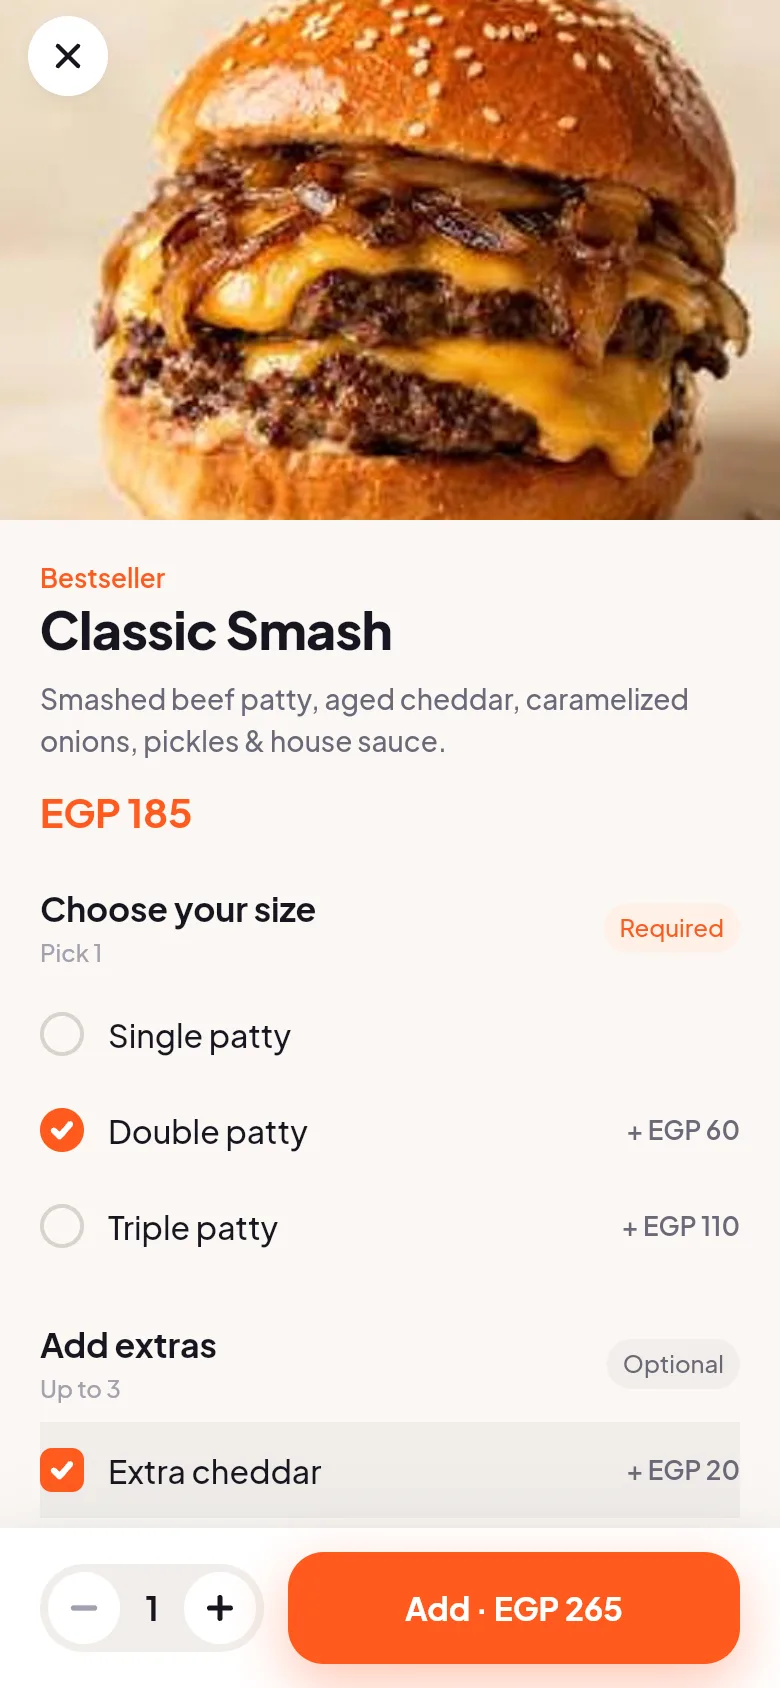 Bestseller
Classic Smash
Smashed beef patty, aged cheddar, caramelized
onions, pickles & house sauce.
EGP 185
Choose your size
Required
Pick 1
Single patty
Double patty
+ EGP 60
Triple patty
+ EGP 110
Add extras
Optional
Up to 3
Extra cheddar
+ EGP 20
1
Add · EGP 265